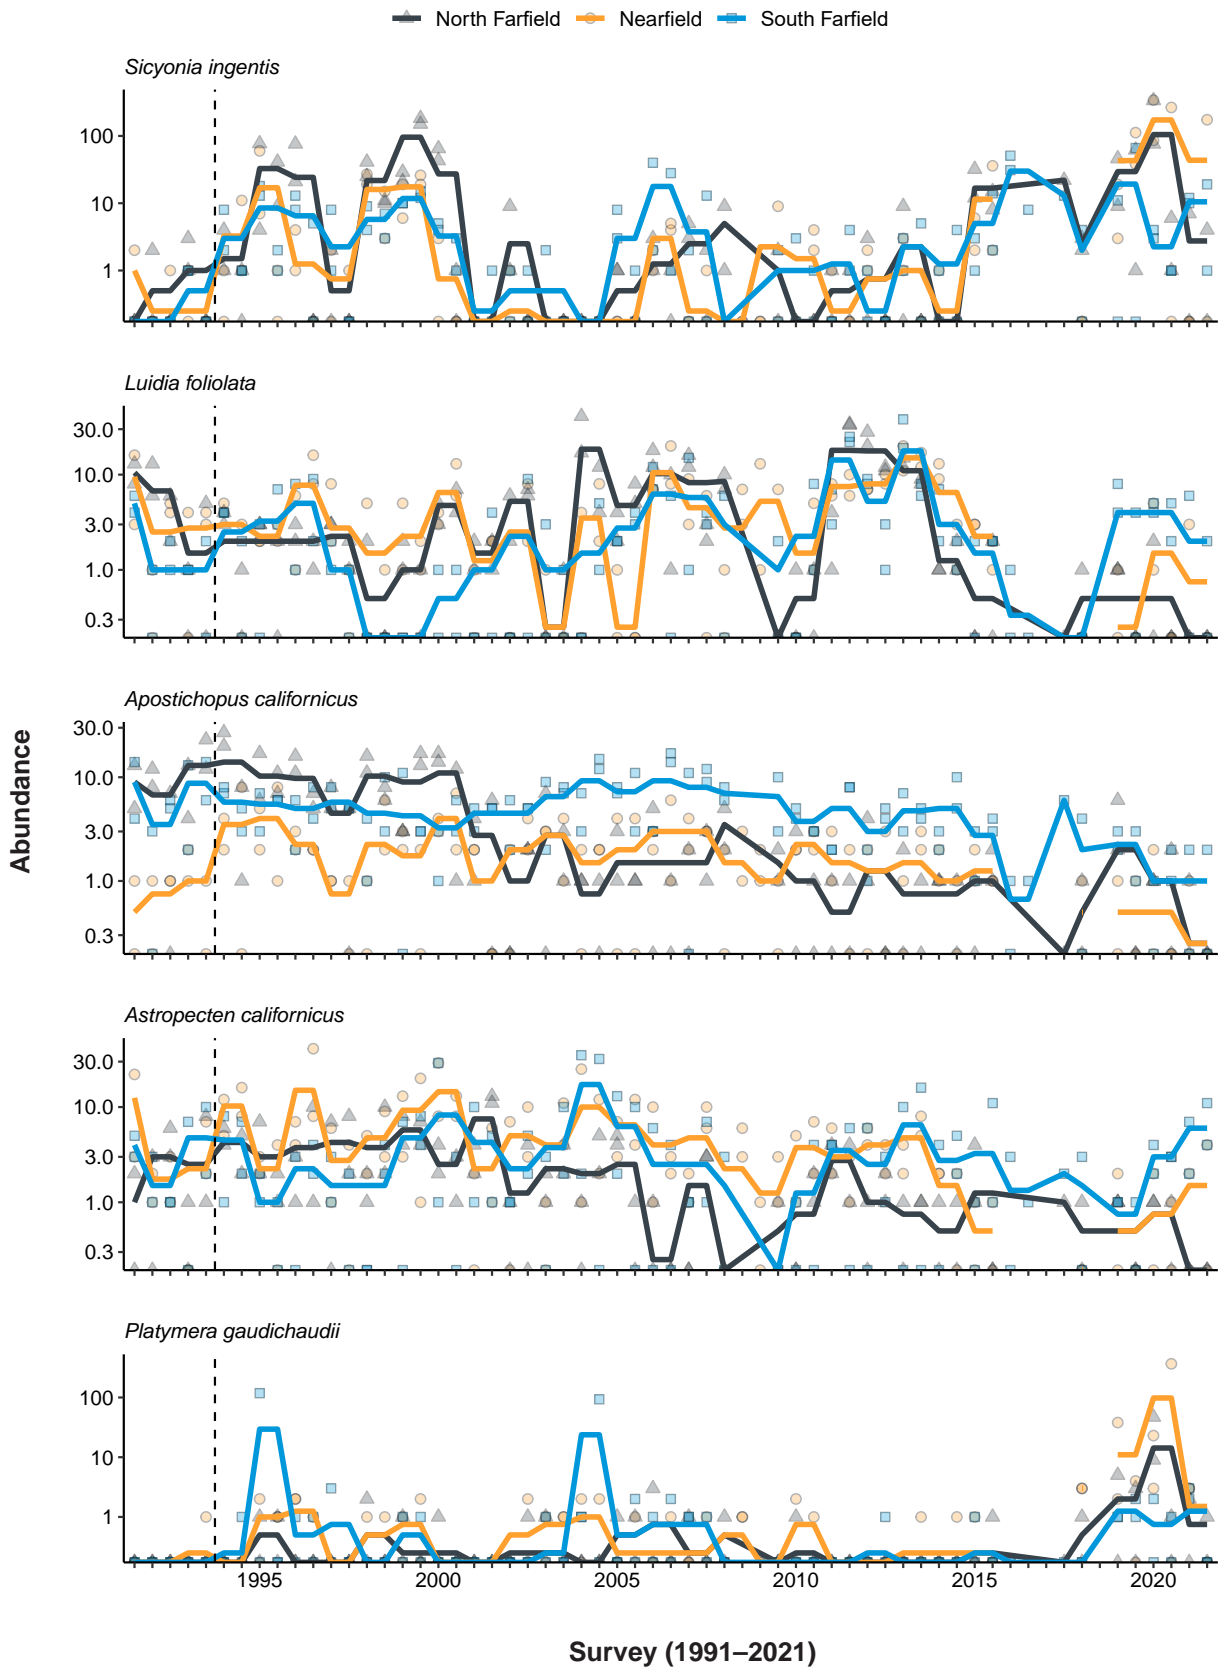 North Farfield Nearfield South Farfield
Sicyonia ingentis
100
10
1
Luidia foliolata
30.0
10.0
3.0
1.0
0.3
Apostichopus californicus
30.0
10.0
3.0
1.0
0.3
Abundance
Astropecten californicus
30.0
10.0
3.0
1.0
0.3
Platymera gaudichaudii
100
10
1
1995 2000 2005 2010 2015 2020
Survey (1991–2021)